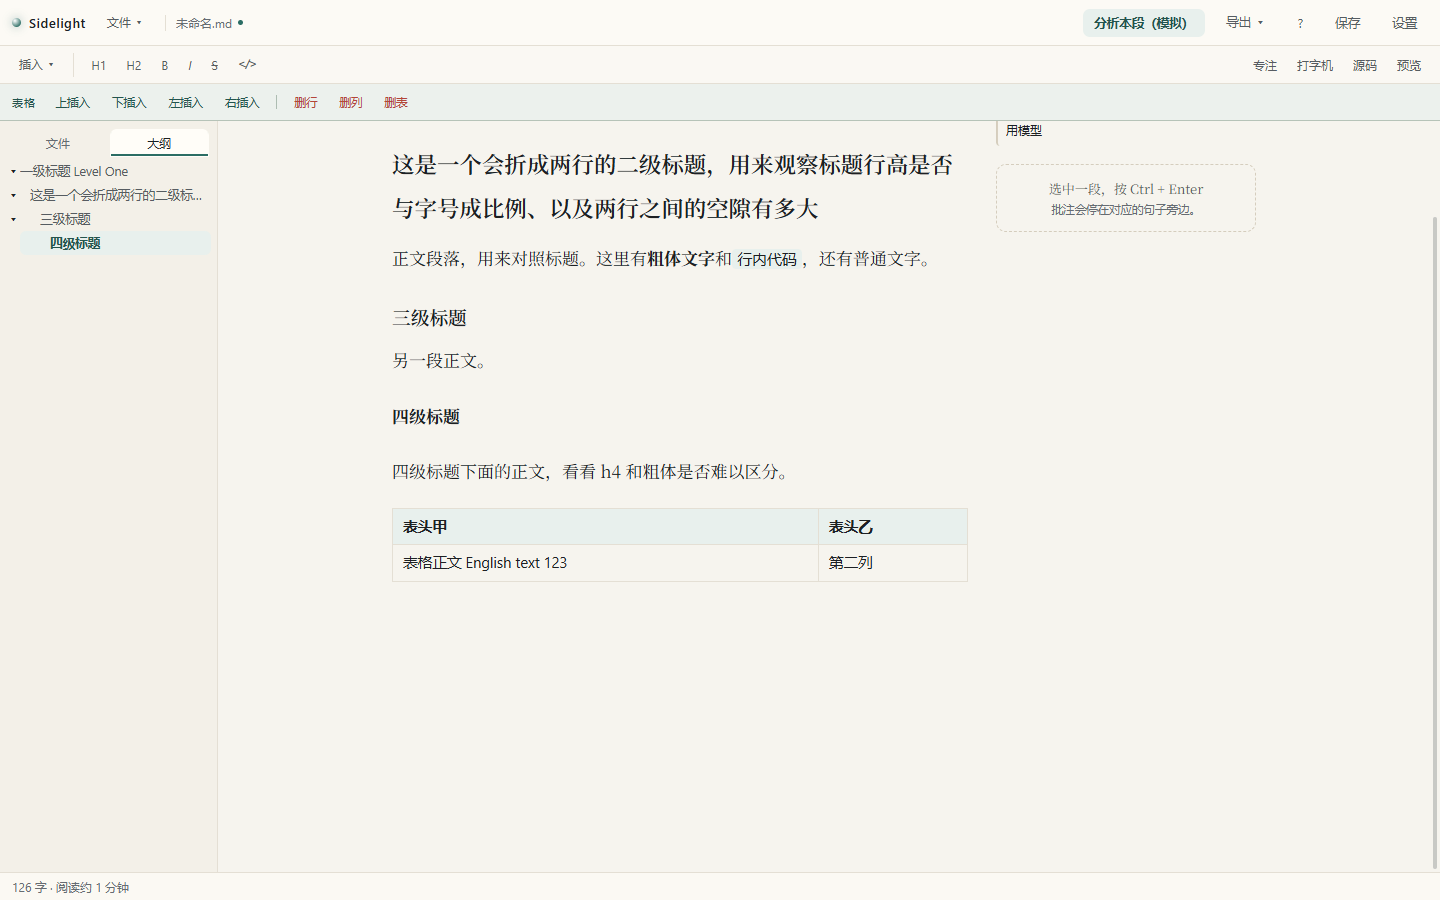 Sidelight 文件 ▾ 未命名.md ● 分析本段（模拟） 导出 ▾ ? 保存 设置
插入 ▾ H1 H2 B I S </> 专注 打字机 源码 预览
表格 上插入 下插入 左插入 右插入 删行 删列 删表
文件 大纲
一级标题 Level One
这是一个会折成两行的二级标...
三级标题
四级标题
这是一个会折成两行的二级标题，用来观察标题行高是否
与字号成比例、以及两行之间的空隙有多大
正文段落，用来对照标题。这里有粗体文字和 行内代码 ，还有普通文字。
三级标题
另一段正文。
四级标题
四级标题下面的正文，看看 h4 和粗体是否难以区分。
表头甲 表头乙
表格正文 English text 123 第二列
用模型
选中一段，按 Ctrl + Enter
批注会停在对应的句子旁边。
126 字 · 阅读约 1 分钟